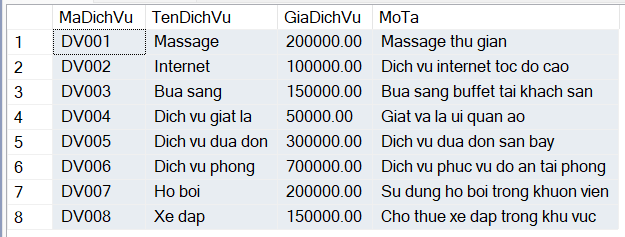 MaDichVu TenDichVu GiaDichVu MoTa
1 DV001 Massage 200000.00 Massage thu gian
2 DV002 Internet 100000.00 Dich vu internet toc do cao
3 DV003 Bua sang 150000.00 Bua sang buffet tai khach san
4 DV004 Dich vu giat la 50000.00 Giat va la ui quan ao
5 DV005 Dich vu dua don 300000.00 Dich vu dua don san bay
6 DV006 Dich vu phong 700000.00 Dich vu phuc vu do an tai phong
7 DV007 Ho boi 200000.00 Su dung ho boi trong khuon vien
8 DV008 Xe dap 150000.00 Cho thue xe dap trong khu vuc